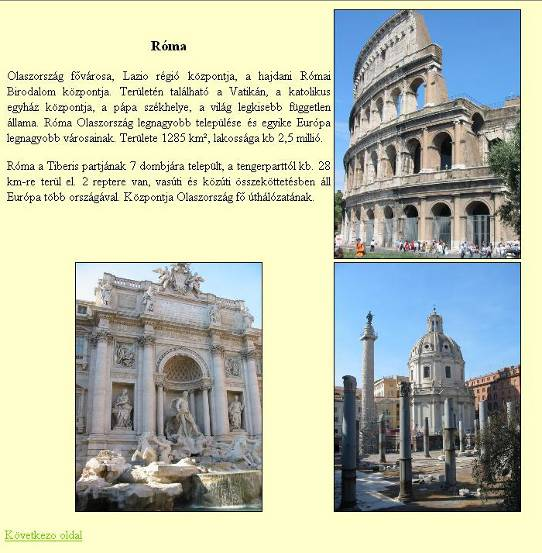 Róma
Olaszország fővárosa, Lazio régió központja, a hajdani Római
Birodalom központja. Területén található a Vatikán, a katolikus
egyház központja, a pápa székhelye, a világ legkisebb független
állama. Róma Olaszország legnagyobb települése és egyike Európa
legnagyobb városainak. Területe 1285 km², lakossága kb 2,5 millió.
Róma a Tiberis partjának 7 dombjára települt, a tengerparttól kb. 28
km-re terül el. 2 reptere van, vasúti és közúti összeköttetésben áll
Európa több országával. Központja Olaszország fő úthálózatának.
Következo oldal